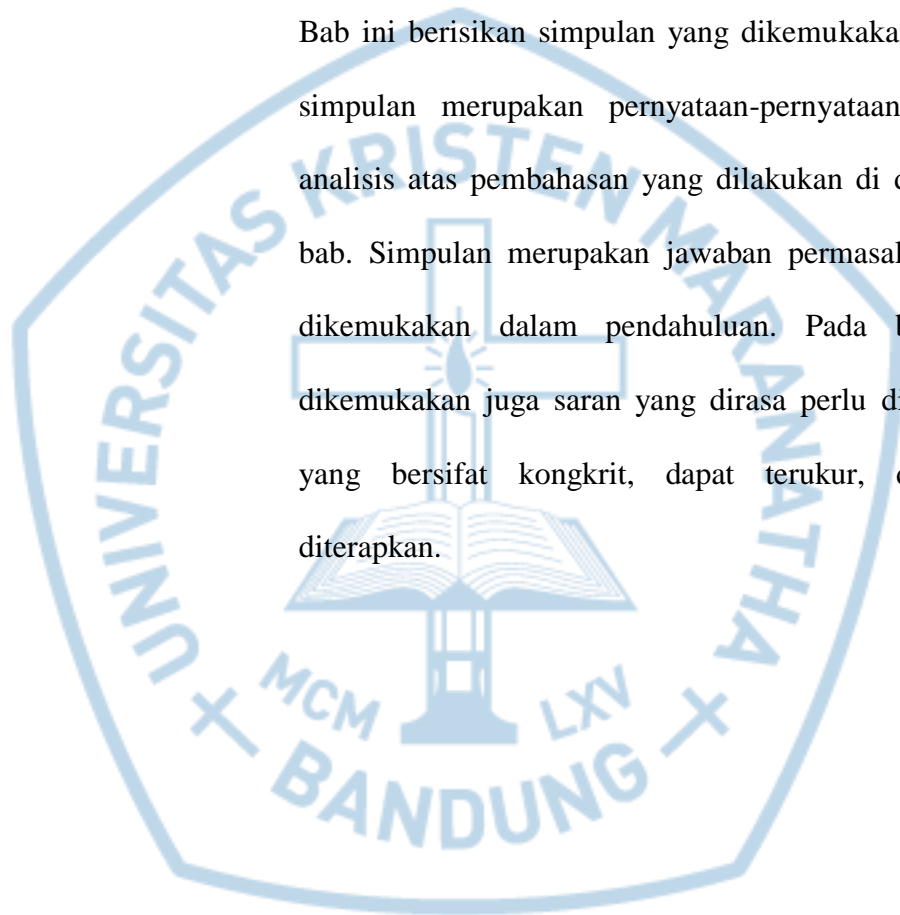 Bab ini berisikan simpulan yang dikemukaka
simpulan merupakan pernyataan-pernyataan
analisis atas pembahasan yang dilakukan di
bab. Simpulan merupakan jawaban permasal
dikemukakan dalam pendahuluan. Pada
dikemukakan juga saran yang dirasa perlu di
yang bersifat kongkrit, dapat terukur,
diterapkan.
UNIVERSITAS KRISTEN MARANATHA
MCM LXV
BANDUNG